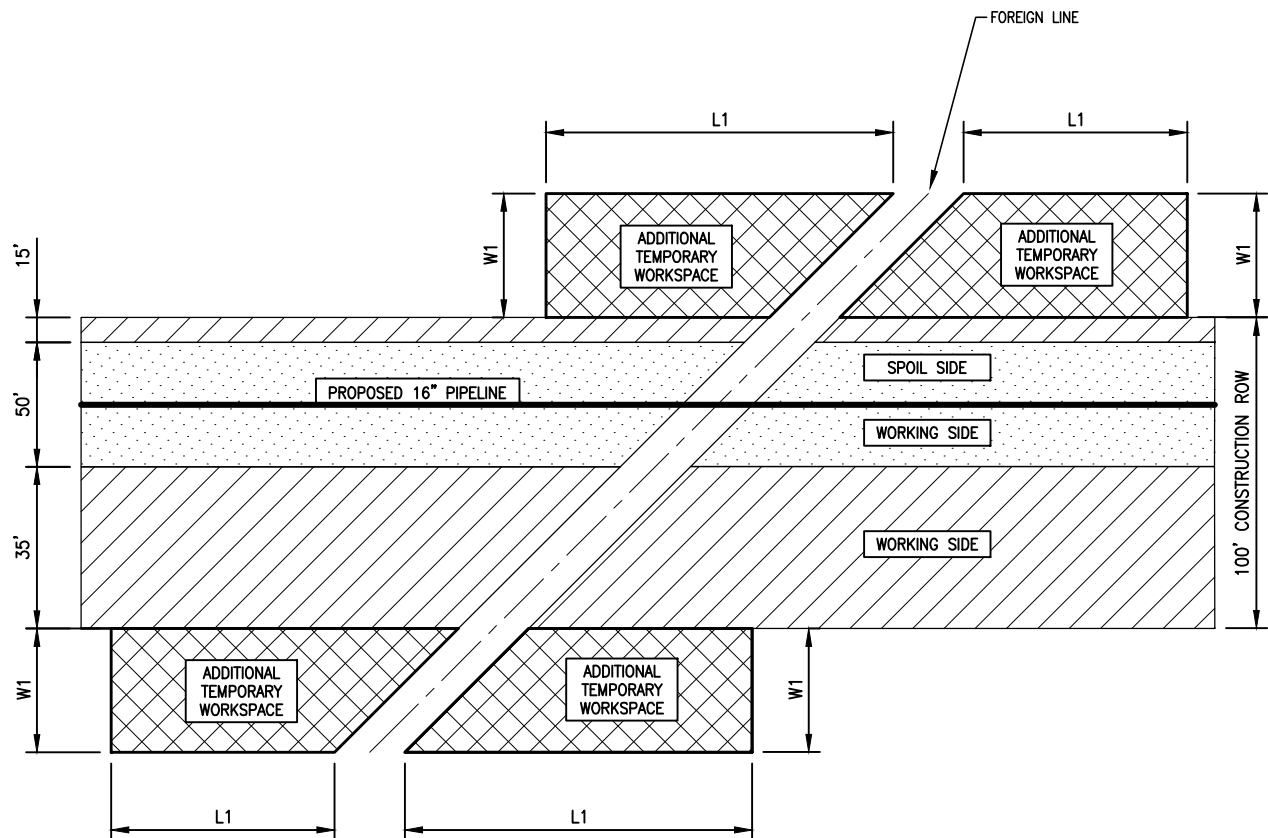 FOREIGN LINE
L1
L1
W1
ADDITIONAL
TEMPORARY
WORKSPACE
ADDITIONAL
TEMPORARY
WORKSPACE
W1
15'
SPOIL SIDE
PROPOSED 16" PIPELINE
50'
WORKING SIDE
100' CONSTRUCTION ROW
35'
WORKING SIDE
W1
ADDITIONAL
TEMPORARY
WORKSPACE
ADDITIONAL
TEMPORARY
WORKSPACE
W1
L1
L1